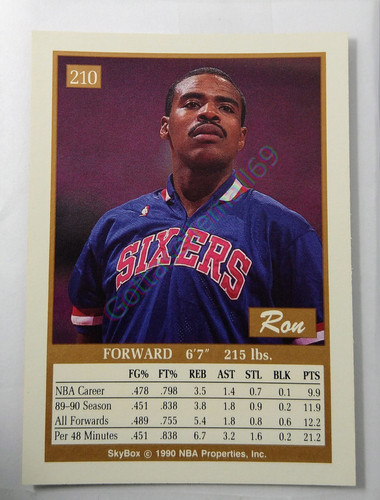 210
SIXERS
Ron
FORWARD 6'7" 215 lbs.
FG% FT% REB AST STL BLK PTS
NBA Career .478 .798 3.5 1.4 0.7 0.1 9.9
89-90 Season .451 .838 3.8 1.8 0.9 0.2 11.9
All Forwards .489 .755 5.4 1.8 0.8 0.6 12.2
Per 48 Minutes .451 .838 6.7 3.2 1.6 0.2 21.2
SkyBox © 1990 NBA Properties, Inc.